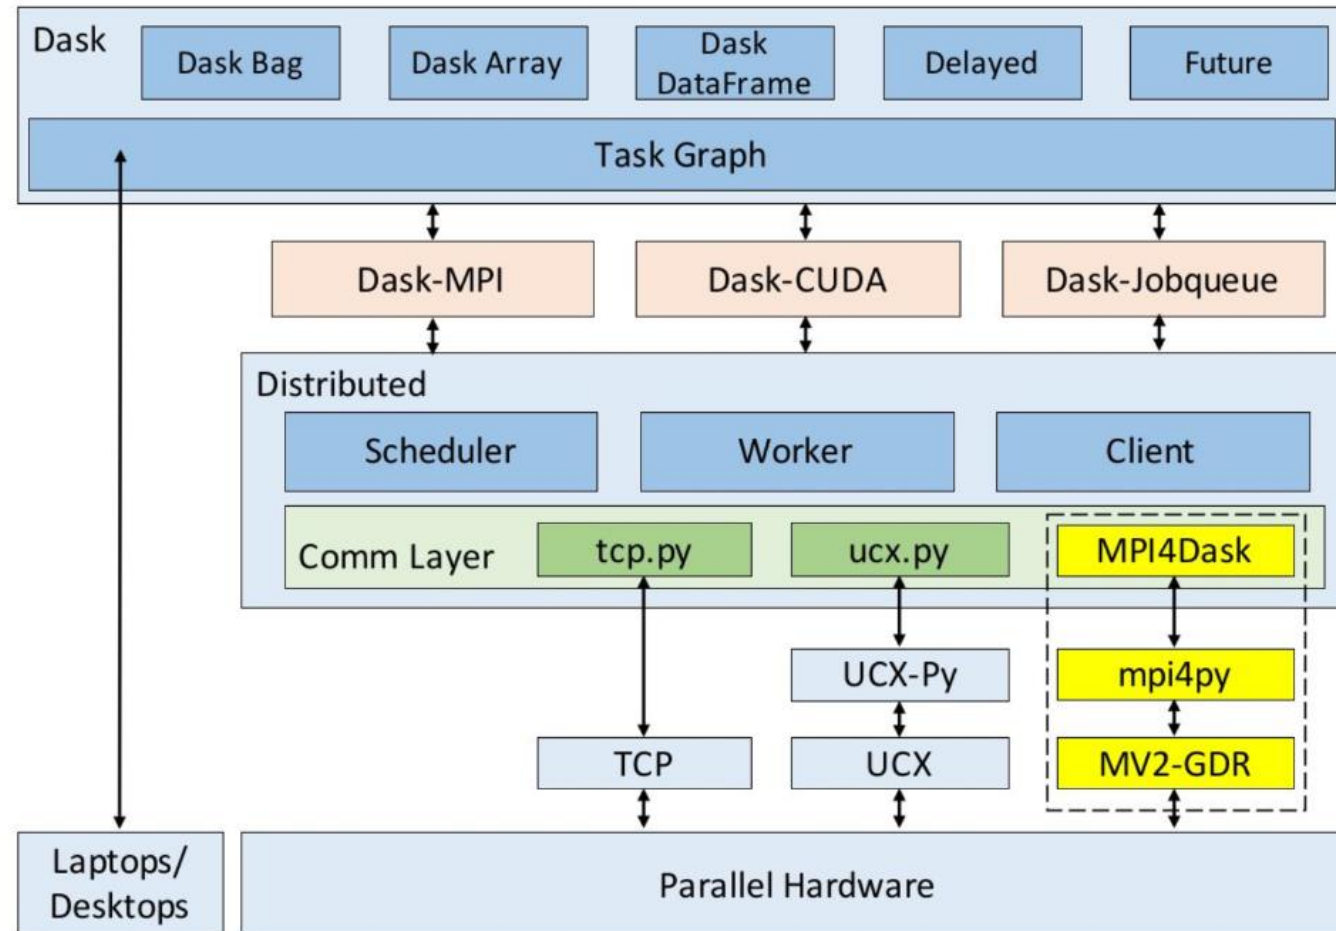 Dask
Dask Bag
Dask Array
Dask
DataFrame
Delayed
Future
Task Graph
Dask-MPI
Dask-CUDA
Dask-Jobqueue
Distributed
Scheduler
Worker
Client
Comm Layer
tcp.py
ucx.py
MPI4Dask
UCX-Py
mpi4py
TCP
UCX
MV2-GDR
Laptops/
Desktops
Parallel Hardware